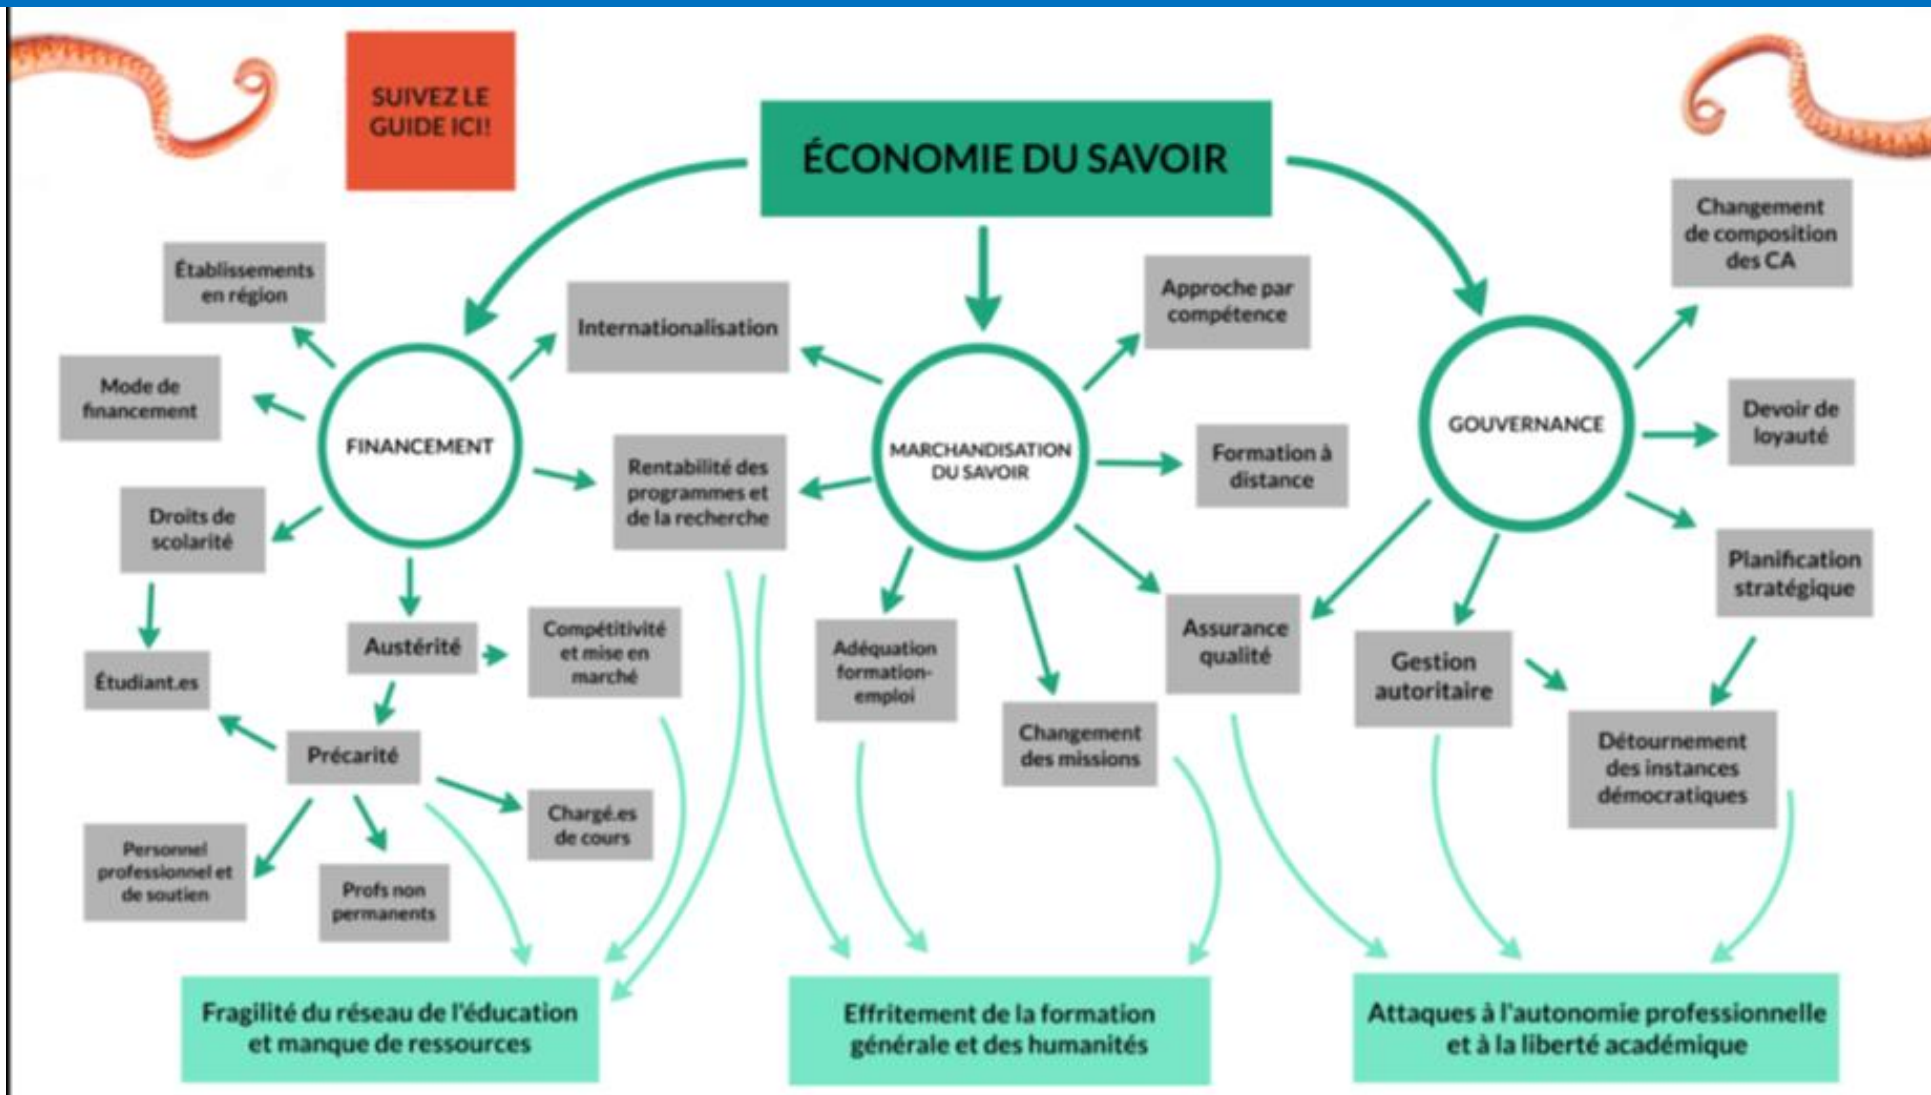 SUIVEZ LE
GUIDE ICI!
ÉCONOMIE DU SAVOIR
Changement
de composition
des CA
Établissements
en région
Internationalisation
Approche par
compétence
Mode de
financement
FINANCEMENT
MARCHANDISATION
DU SAVOIR
GOUVERNANCE
Devoir de
loyauté
Rentabilité des
programmes et
de la recherche
Formation à
distance
Droits de
scolarité
Planification
stratégique
Étudiant.es
Austérité
Compétitivité
et mise en
marché
Adéquation
formation-
emploi
Assurance
qualité
Gestion
autoritaire
Précarité
Changement
des missions
Détournement
des instances
démocratiques
Personnel
professionnel et
de soutien
Profs non
permanents
Chargé.es
de cours
Fragilité du réseau de l'éducation
et manque de ressources
Effritement de la formation
générale et des humanités
Attaques à l'autonomie professionnelle
et à la liberté académique